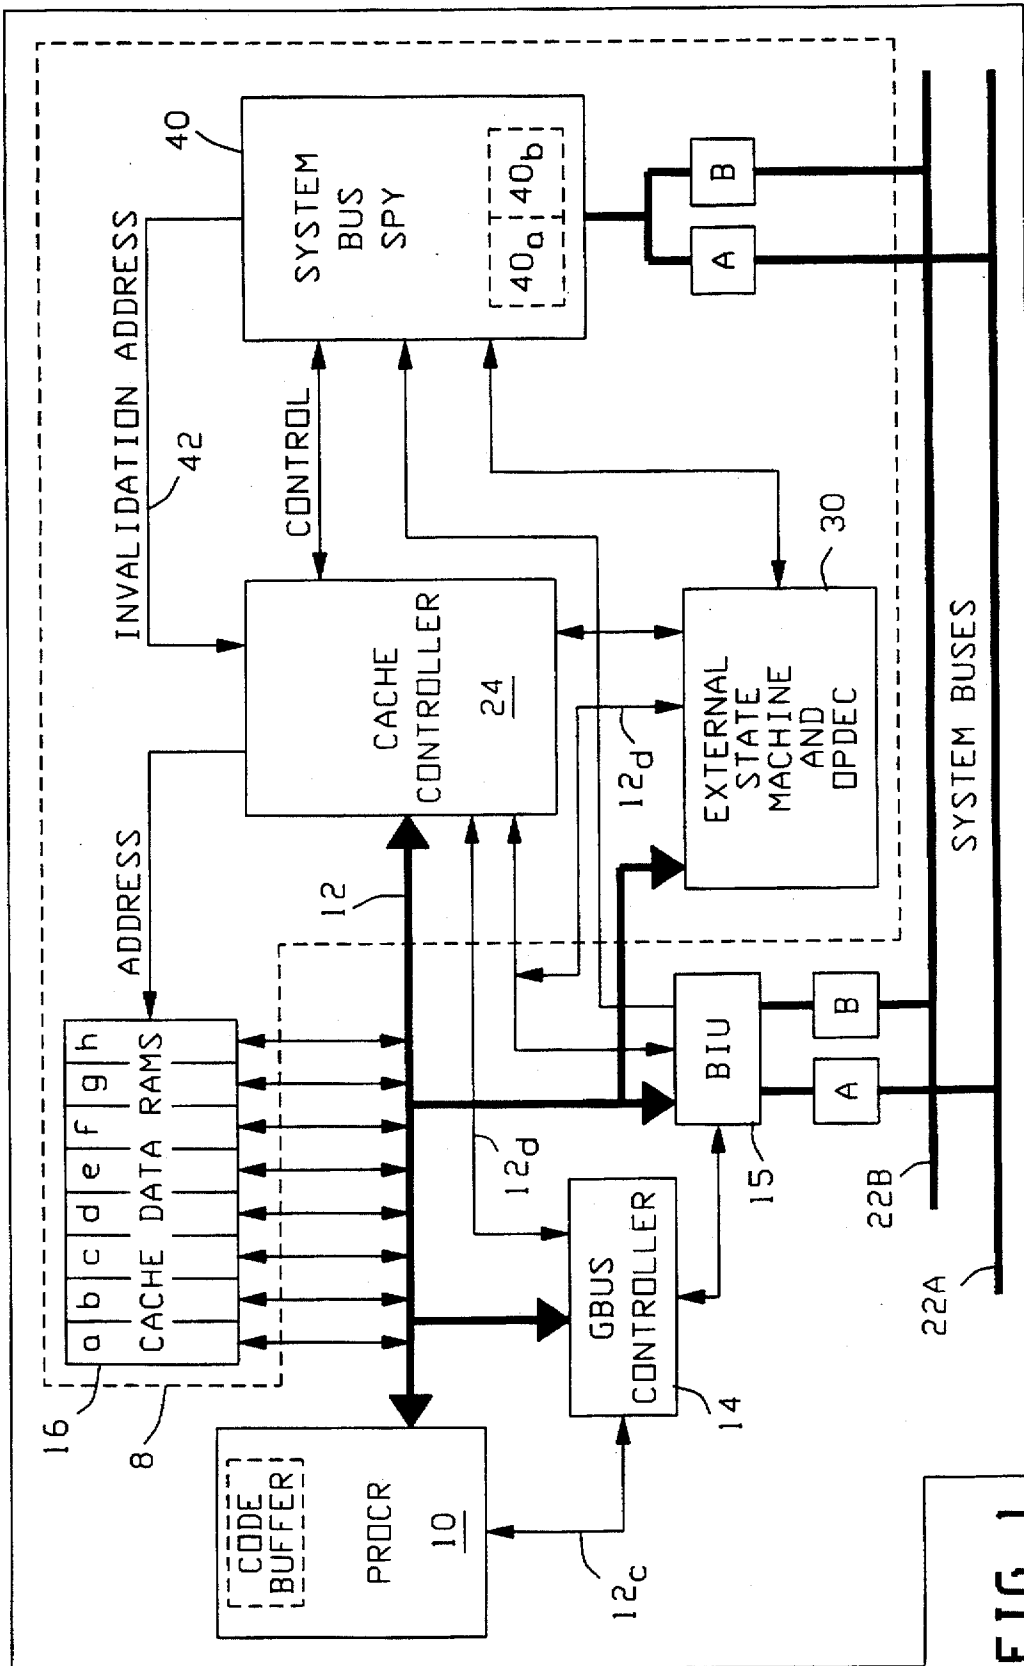 16
8
a b c d e f g h
CACHE DATA RAMS
ADDRESS
INVALIDATION ADDRESS
42
40
SYSTEM
BUS
SPY
40a 40b
CONTROL
CACHE
CONTROLLER
24
12
CODE
BUFFER
PROCR
10
12c
12d
12d
GBUS
CONTROLLER
14
BIU
15
EXTERNAL
STATE
MACHINE
AND
OPDEC
30
A
B
A
B
22B
22A
SYSTEM BUSES
FIG 1